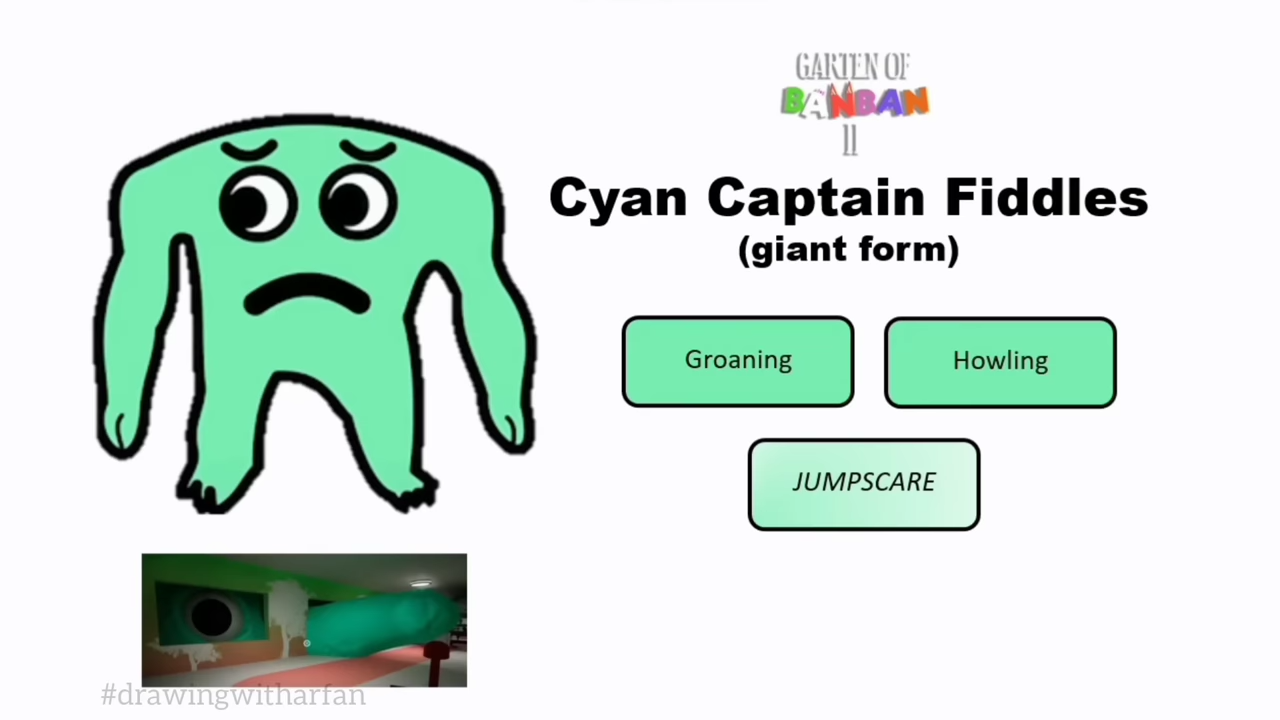 GARTEN OF
BANBAN
II
Cyan Captain Fiddles
(giant form)
Groaning
Howling
JUMPSCARE
#drawingwitharfan